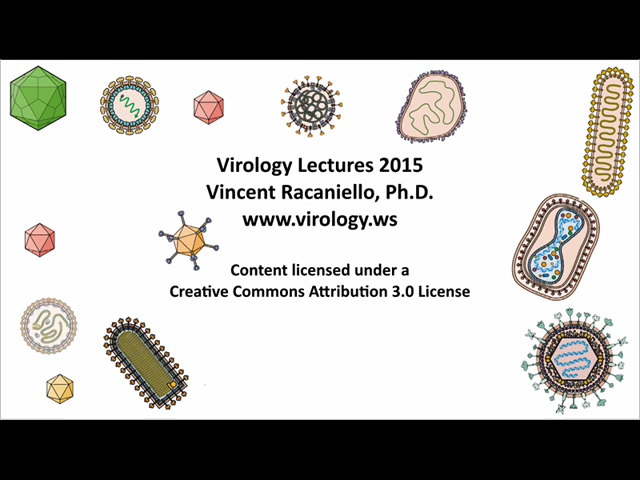 Virology Lectures 2015
Vincent Racaniello, Ph.D.
www.virology.ws
Content licensed under a
Creative Commons Attribution 3.0 License